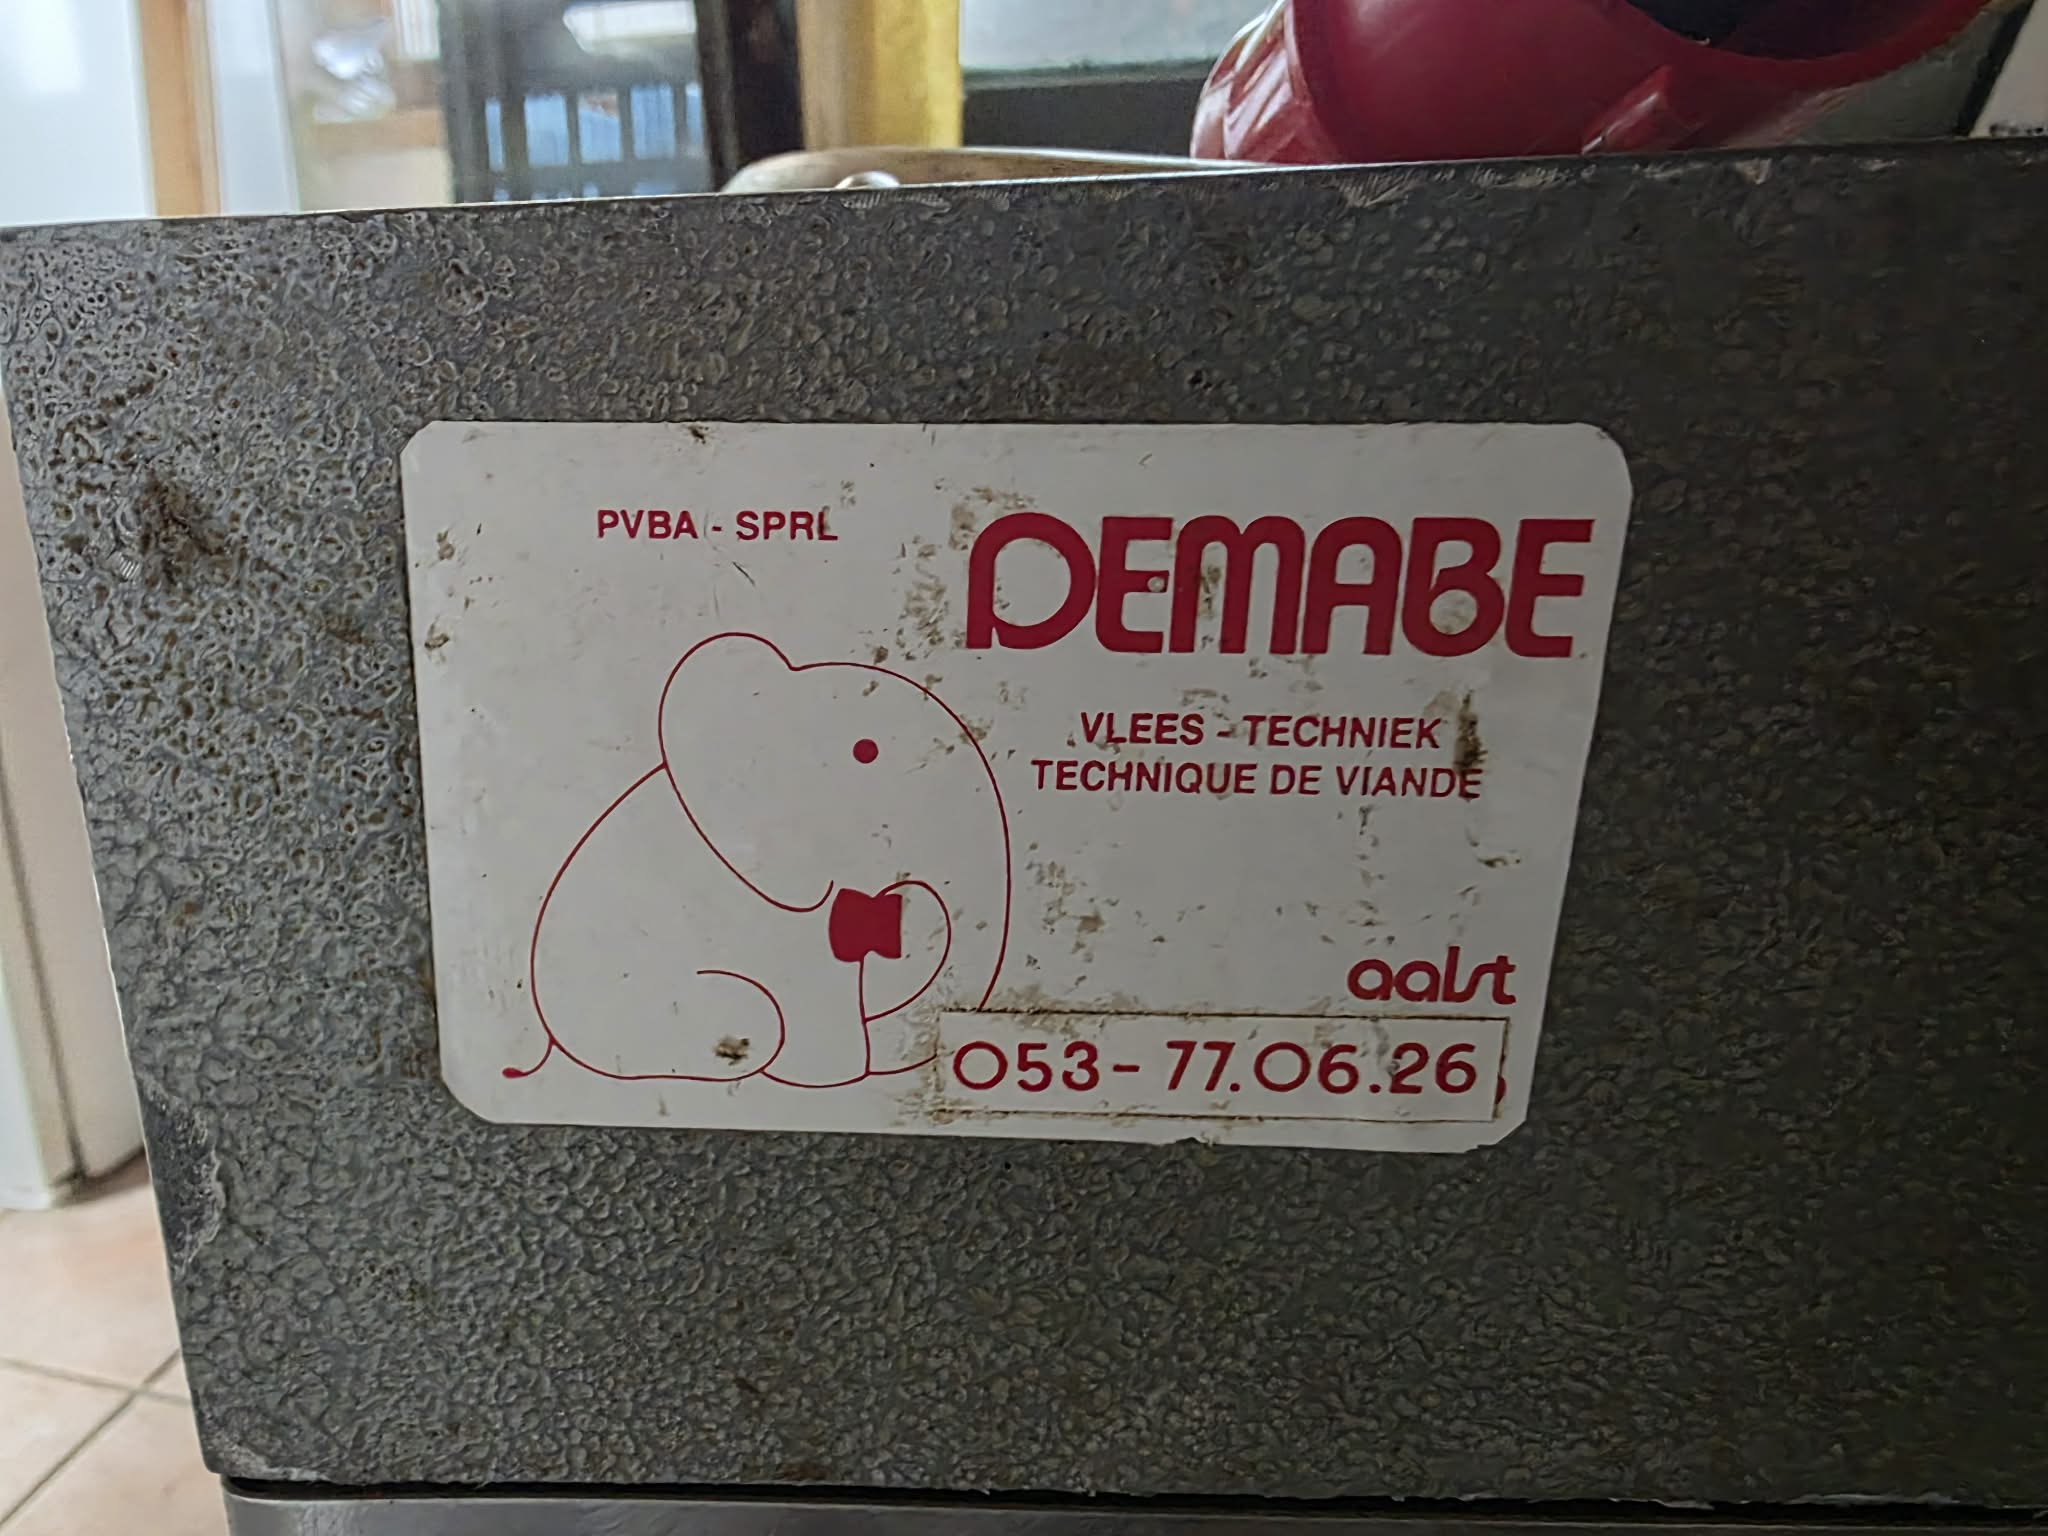 PVBA - SPRL
DEMABE
VLEES - TECHNIEK
TECHNIQUE DE VIANDE
aalst
053-77.06.26